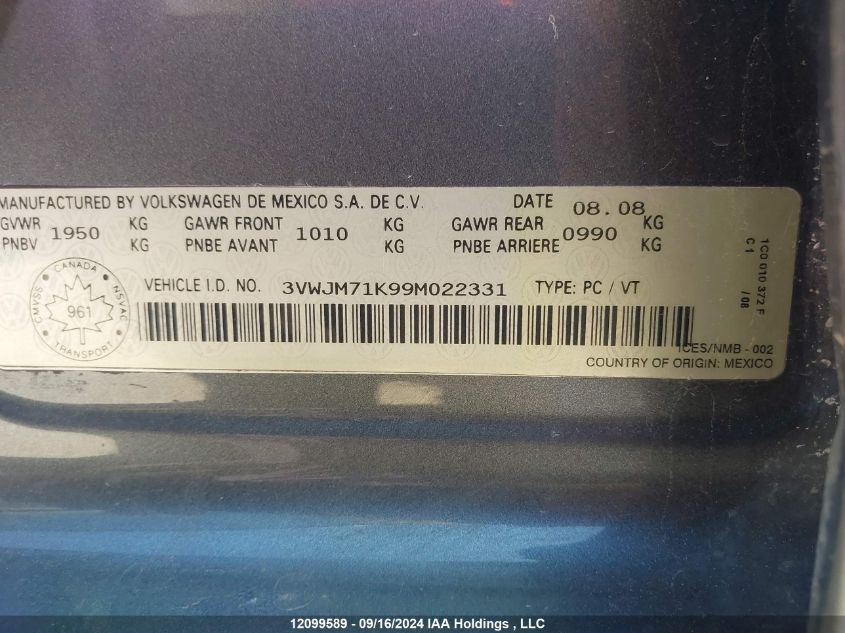 MANUFACTURED BY VOLKSWAGEN DE MEXICO S.A. DE C.V. DATE 08.08
GVWR 1950 KG GAWR FRONT 1010 KG GAWR REAR 0990 KG
PNBV KG PNBE AVANT KG PNBE ARRIERE KG
VEHICLE I.D. NO. 3VWJM71K99M022331 TYPE: PC / VT
CANADA
CMVSS
NSVAC
961
TRANSPORT
ICES/NMB - 002
COUNTRY OF ORIGIN: MEXICO
1C0 010 372 F
C1 /08
12099589 - 09/16/2024 IAA Holdings , LLC